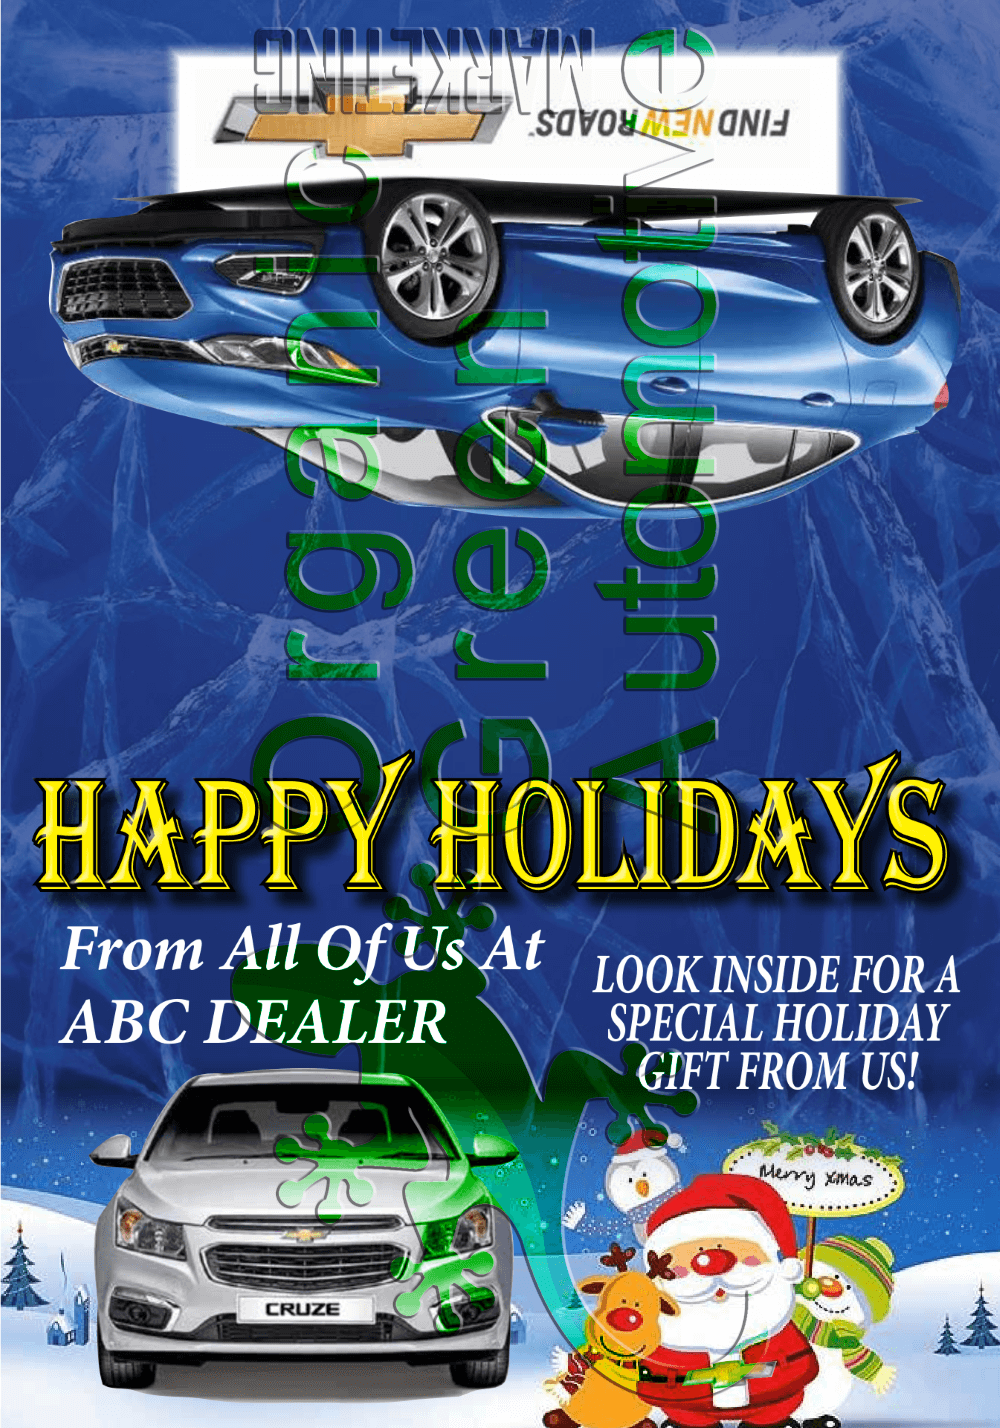 FIND NEW ROADS
Organic
Green
Automotive
MARKETING
HAPPY HOLIDAYS
From All Of Us At
ABC DEALER
LOOK INSIDE FOR A
SPECIAL HOLIDAY
GIFT FROM US!
Merry xmas
CRUZE